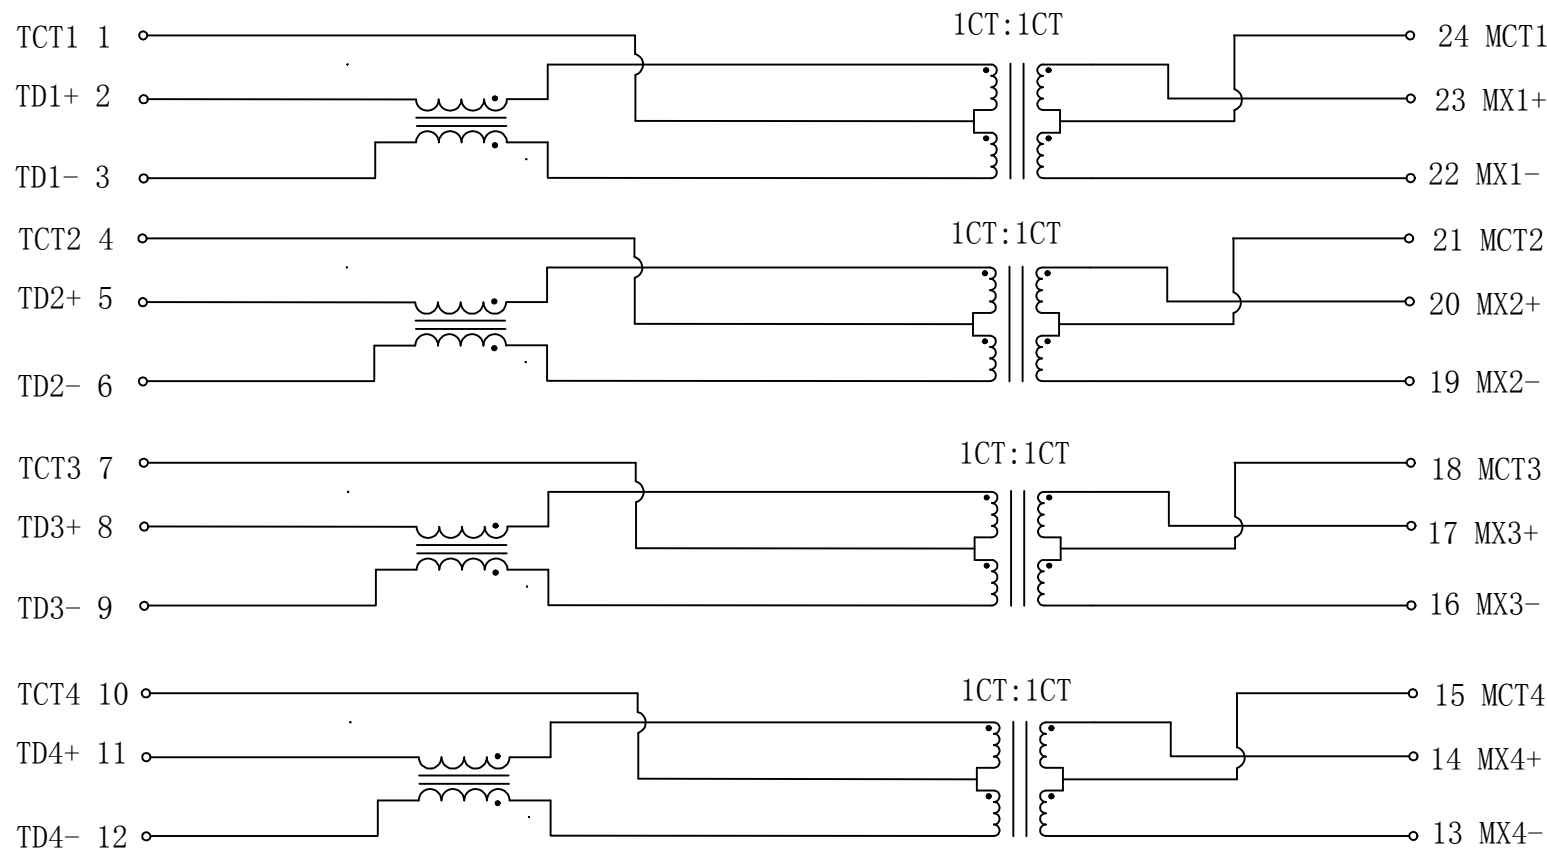 1CT:1CT
TCT1 1
24 MCT1
TD1+ 2
23 MX1+
TD1- 3
22 MX1-
1CT:1CT
TCT2 4
21 MCT2
TD2+ 5
20 MX2+
TD2- 6
19 MX2-
1CT:1CT
TCT3 7
18 MCT3
TD3+ 8
17 MX3+
TD3- 9
16 MX3-
1CT:1CT
TCT4 10
15 MCT4
TD4+ 11
14 MX4+
TD4- 12
13 MX4-